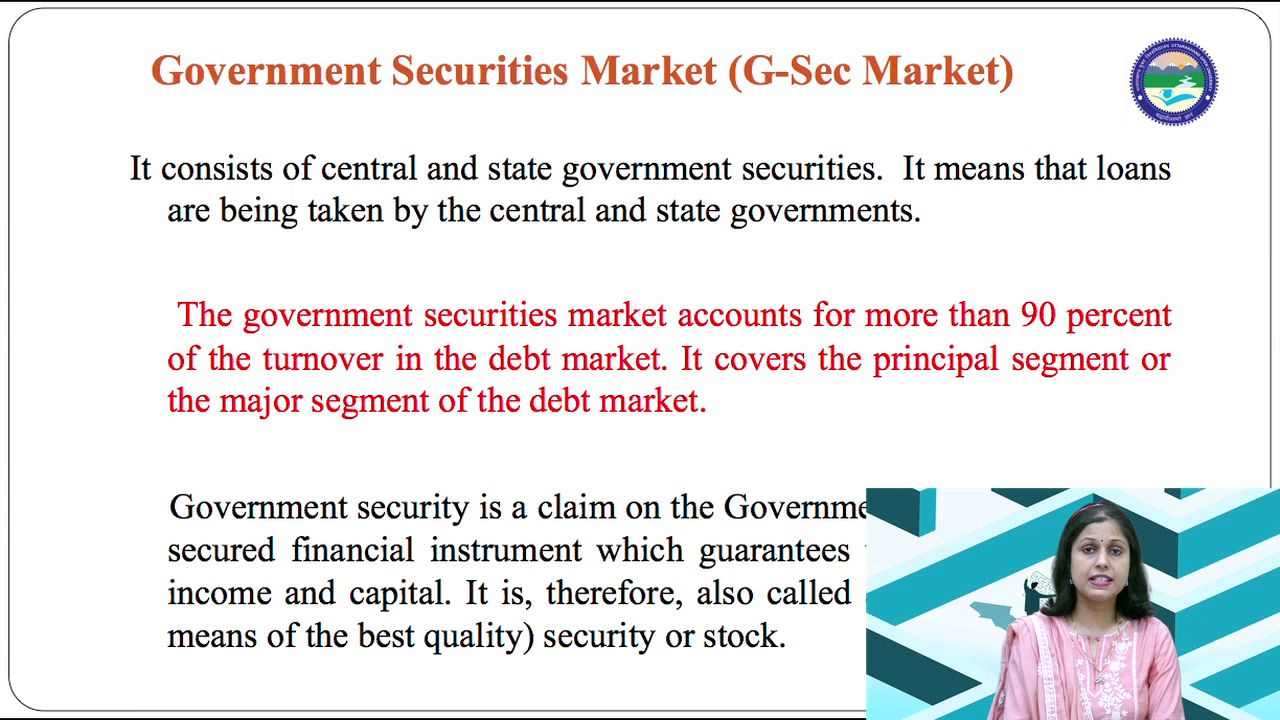 Government Securities Market (G-Sec Market)
It consists of central and state government securities. It means that loans
are being taken by the central and state governments.
The government securities market accounts for more than 90 percent
of the turnover in the debt market. It covers the principal segment or
the major segment of the debt market.
Government security is a claim on the Governme
secured financial instrument which guarantees
income and capital. It is, therefore, also called
means of the best quality) security or stock.